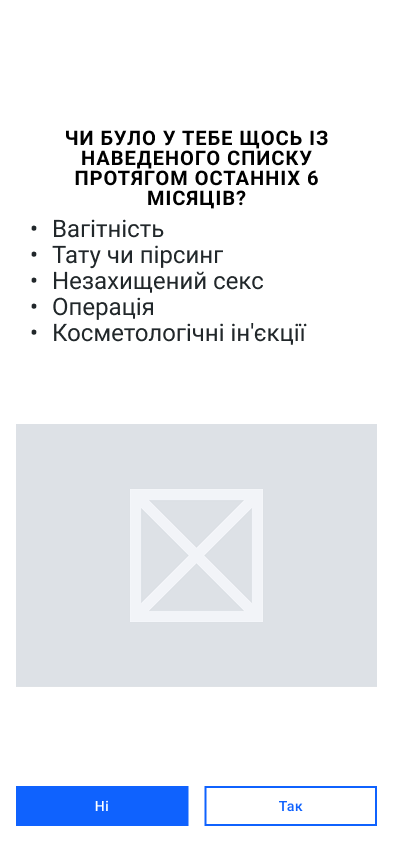 ЧИ БУЛО У ТЕБЕ ЩОСЬ ІЗ
НАВЕДЕНОГО СПИСКУ
ПРОТЯГОМ ОСТАННІХ 6
МІСЯЦІВ?
• Вагітність
• Тату чи пірсинг
• Незахищений секс
• Операція
• Косметологічні ін'єкції
Ні
Так